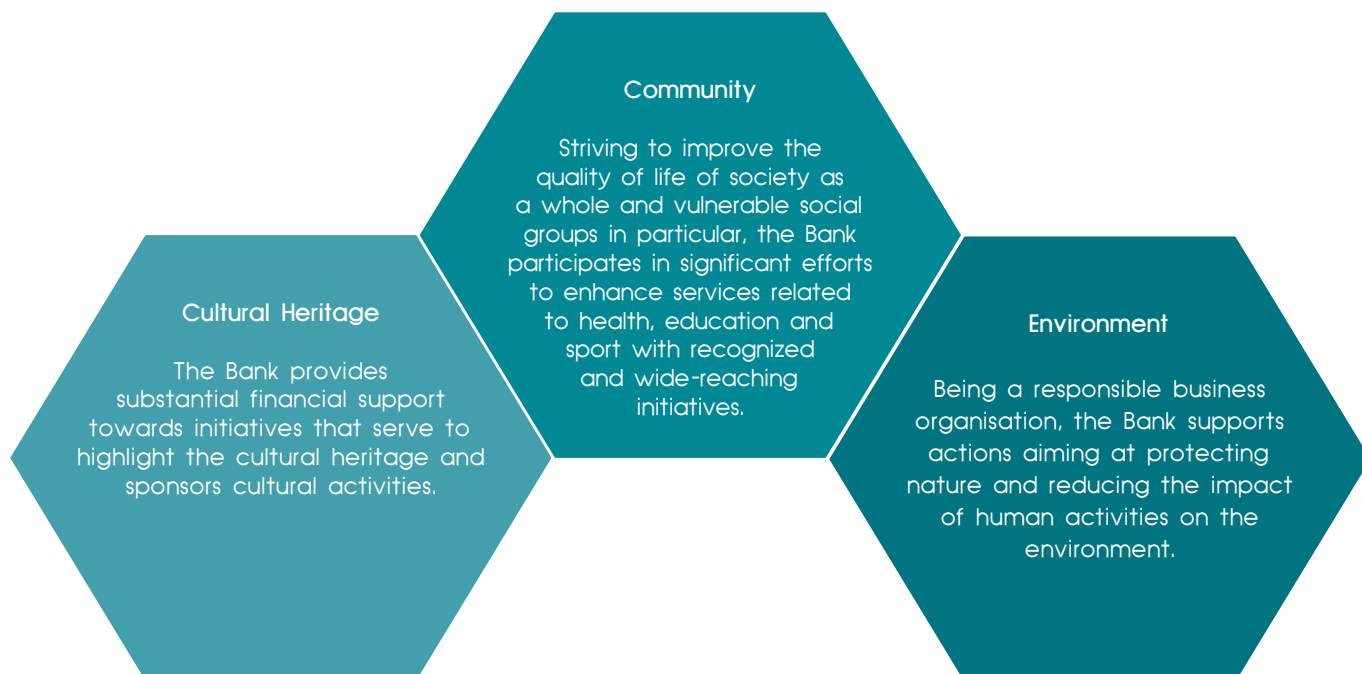 Community
Striving to improve the
quality of life of society as
a whole and vulnerable social
groups in particular, the Bank
participates in significant efforts
to enhance services related
to health, education and
sport with recognized
and wide-reaching
initiatives.
Cultural Heritage
The Bank provides
substantial financial support
towards initiatives that serve to
highlight the cultural heritage and
sponsors cultural activities.
Environment
Being a responsible business
organisation, the Bank supports
actions aiming at protecting
nature and reducing the impact
of human activities on the
environment.